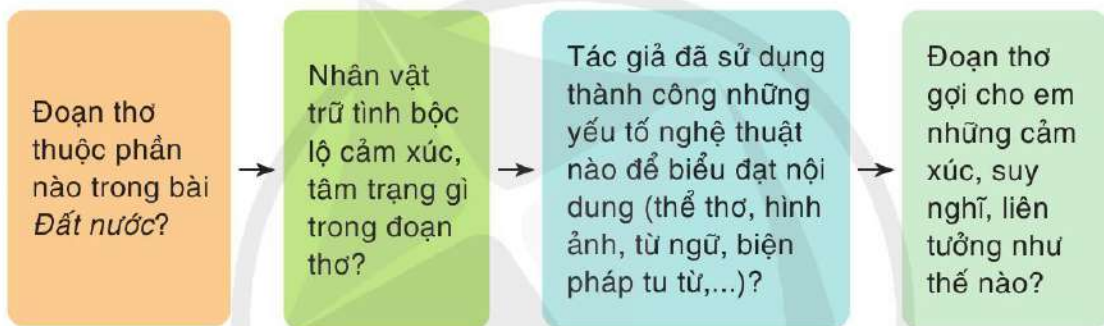 Đoạn thơ
thuộc phần
nào trong bài
Đất nước?
Nhân vật
trữ tình bộc
lộ cảm xúc,
tâm trạng gì
trong đoạn
thơ?
Tác giả đã sử dụng
thành công những
yếu tố nghệ thuật
nào để biểu đạt nội
dung (thể thơ, hình
ảnh, từ ngữ, biện
pháp tu từ,...)?
Đoạn thơ
gợi cho em
những cảm
xúc, suy
nghĩ, liên
tưởng như
thế nào?